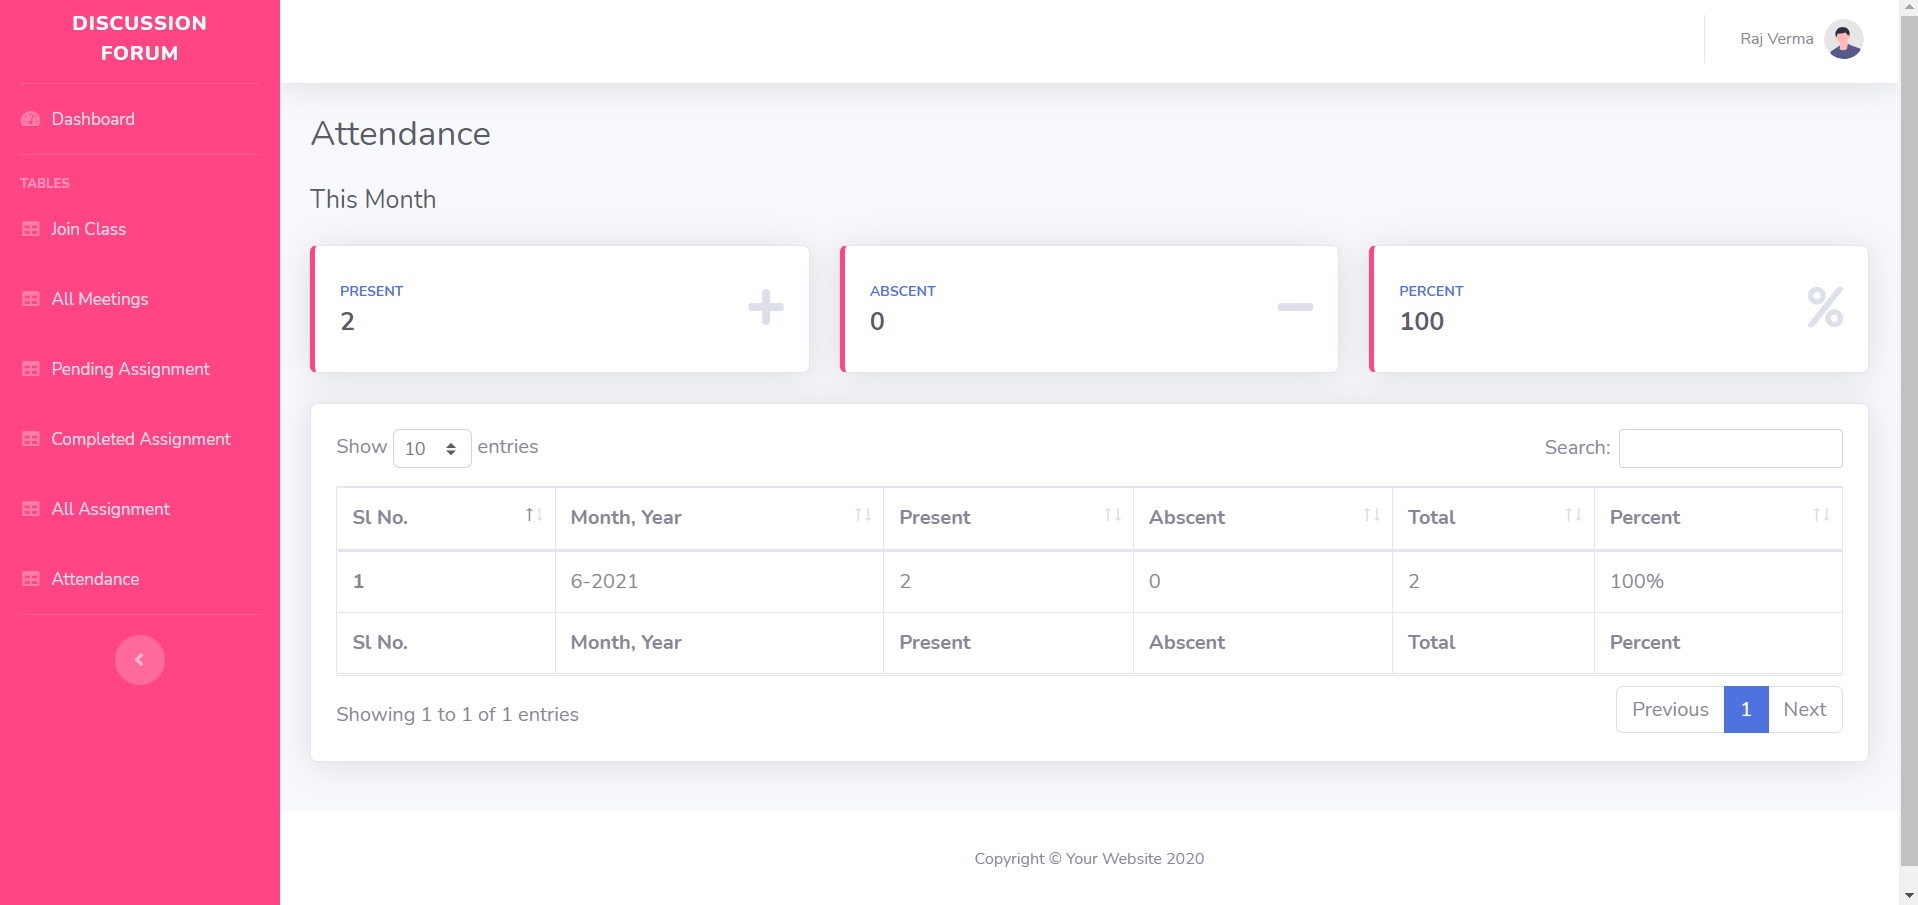 DISCUSSION
FORUM
Raj Verma
Dashboard
TABLES
Join Class
All Meetings
Pending Assignment
Completed Assignment
All Assignment
Attendance
Attendance
This Month
PRESENT
2
ABSCENT
0
PERCENT
100
Show 10 entries
Search:
Sl No. Month, Year Present Abscent Total Percent
1 6-2021 2 0 2 100%
Sl No. Month, Year Present Abscent Total Percent
Showing 1 to 1 of 1 entries
Previous 1 Next
Copyright © Your Website 2020